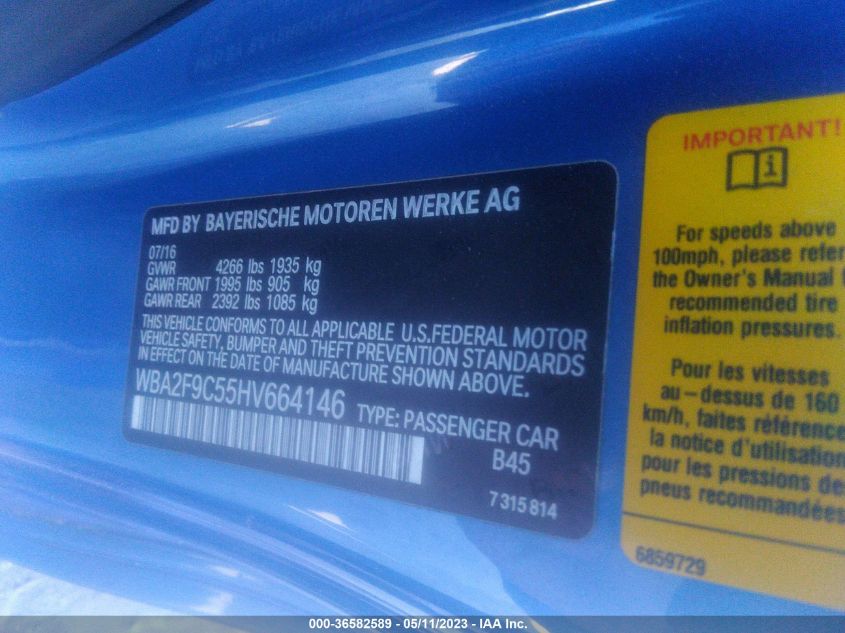 MFD BY BAYERISCHE MOTOREN WERKE AG
07/16
GVWR 4266 lbs 1935 kg
GAWR FRONT 1995 lbs 905 kg
GAWR REAR 2392 lbs 1085 kg
THIS VEHICLE CONFORMS TO ALL APPLICABLE U.S.FEDERAL MOTOR
VEHICLE SAFETY, BUMPER AND THEFT PREVENTION STANDARDS
IN EFFECT ON THE DATE OF MANUFACTURE SHOWN ABOVE.
WBA2F9C55HV664146 TYPE: PASSENGER CAR
B45
7 315 814
IMPORTANT!
For speeds above
100mph, please refer
the Owner's Manual
recommended tire
inflation pressures.
Pour les vitesses
au-dessus de 160
km/h, faites référence
la notice d'utilisation
pour les pressions de
pneus recommandées
6859729
000-36582589 - 05/11/2023 - IAA Inc.